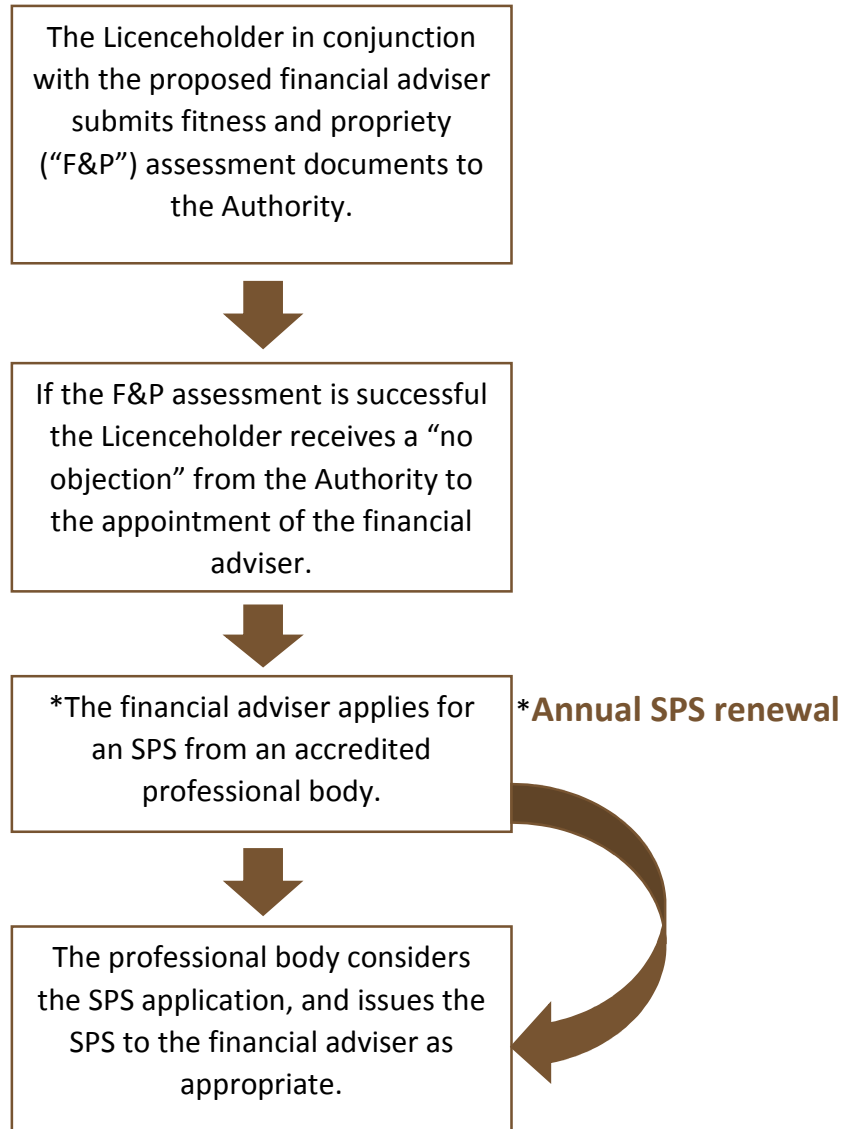 The Licenceholder in conjunction
with the proposed financial adviser
submits fitness and propriety
(“F&P”) assessment documents to
the Authority.
If the F&P assessment is successful
the Licenceholder receives a “no
objection” from the Authority to
the appointment of the financial
adviser.
*The financial adviser applies for
an SPS from an accredited
professional body.
*Annual SPS renewal
The professional body considers
the SPS application, and issues the
SPS to the financial adviser as
appropriate.